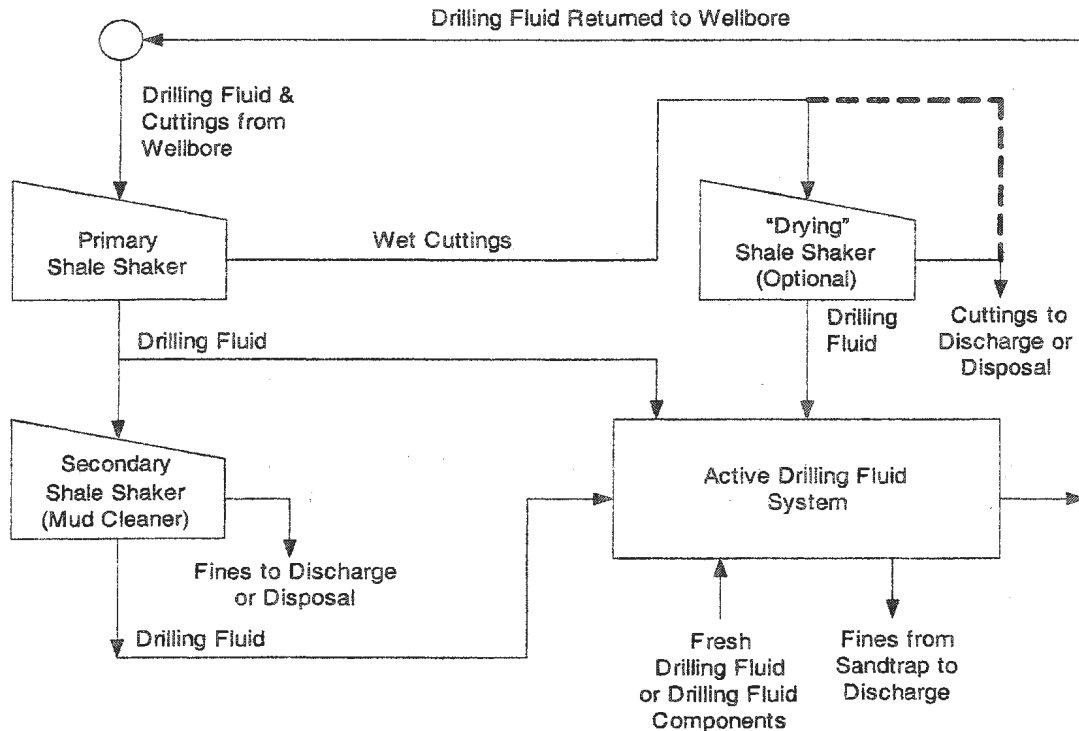 Drilling Fluid Returned to Wellbore
Drilling Fluid &
Cuttings from
Wellbore
Primary
Shale Shaker
Wet Cuttings
"Drying"
Shale Shaker
(Optional)
Drilling Fluid
Drilling
Fluid
Cuttings to
Discharge or
Disposal
Secondary
Shale Shaker
(Mud Cleaner)
Active Drilling Fluid
System
Fines to Discharge
or Disposal
Drilling Fluid
Fresh
Drilling Fluid
or Drilling Fluid
Components
Fines from
Sandtrap to
Discharge